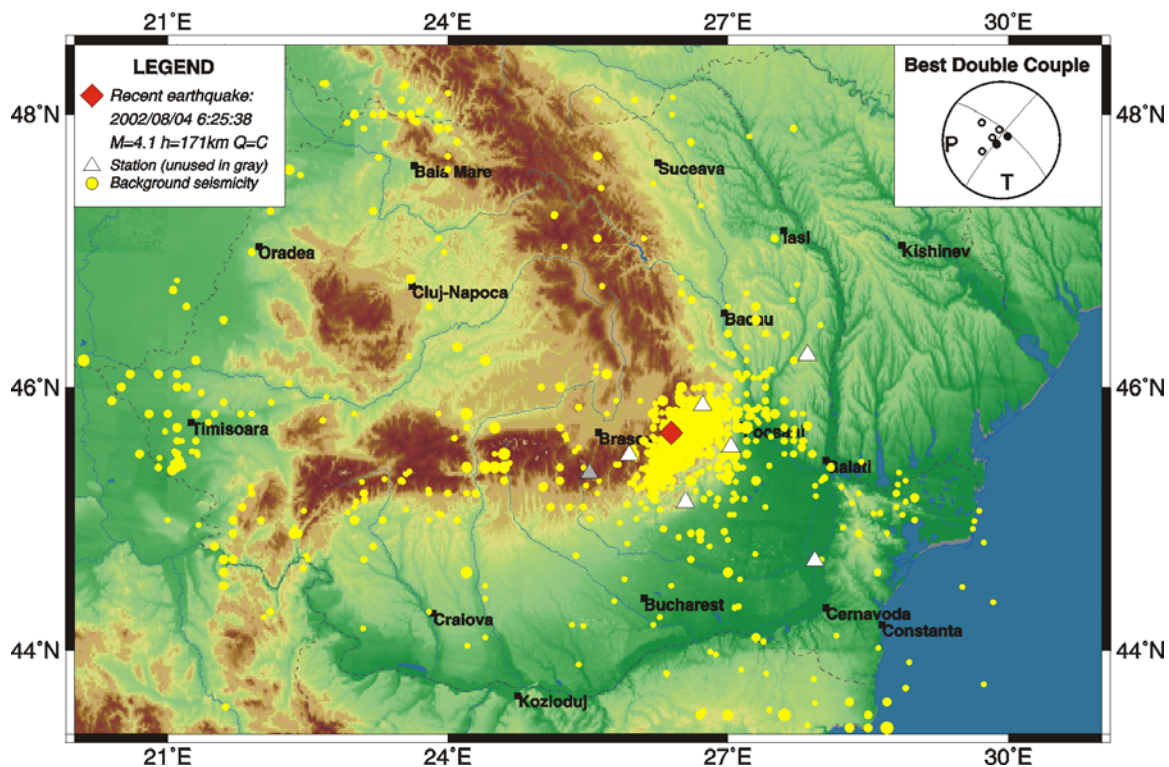 21°E 24°E 27°E 30°E
LEGEND
Recent earthquake:
2002/08/04 6:25:38
M=4.1 h=171km Q=C
Station (unused in gray)
Background seismicity
Best Double Couple
P
T
48°N 48°N
Baia Mare
Suceava
Iasi
Oradea
Kishinev
Cluj-Napoca
Bacau
46°N 46°N
Timisoara
Brasov
Galati
Bucharest
Craiova
Cernavoda
Constanta
44°N 44°N
Kozloduj
21°E 24°E 27°E 30°E